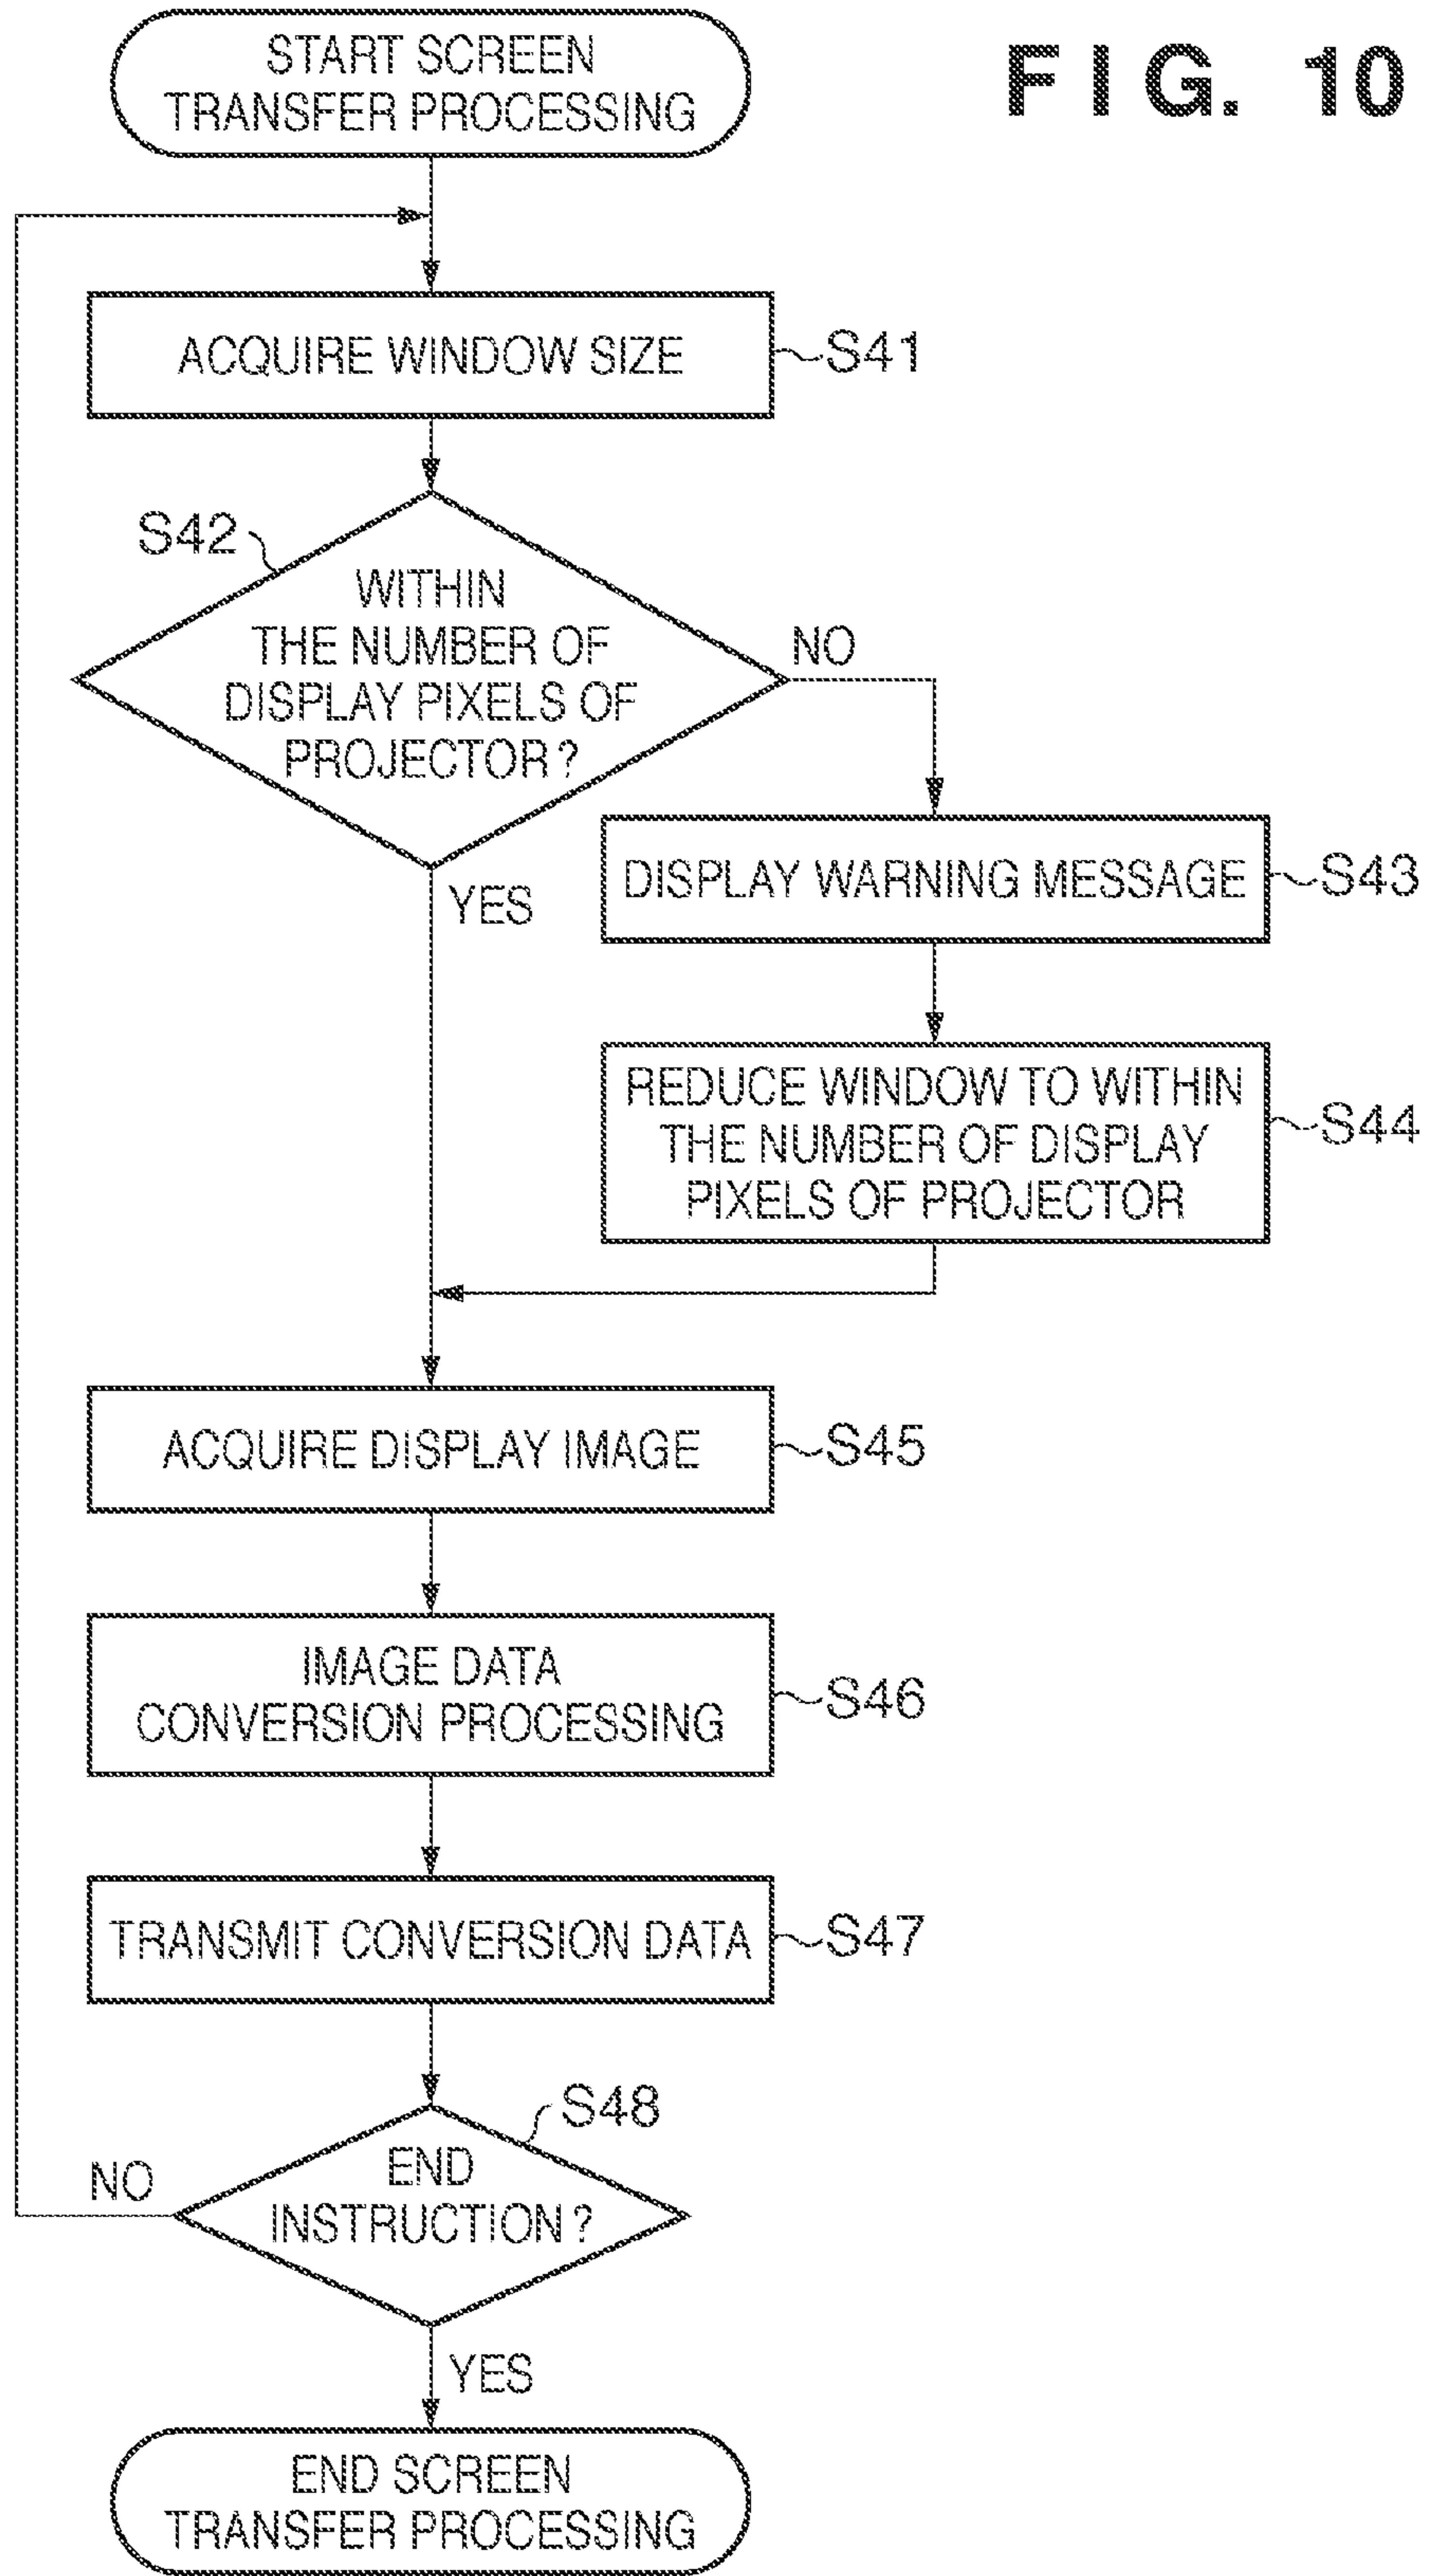 START SCREEN
TRANSFER PROCESSING
FIG. 10
ACQUIRE WINDOW SIZE
S41
S42
WITHIN
THE NUMBER OF
DISPLAY PIXELS OF
PROJECTOR?
NO
YES
DISPLAY WARNING MESSAGE
S43
REDUCE WINDOW TO WITHIN
THE NUMBER OF DISPLAY
PIXELS OF PROJECTOR
S44
ACQUIRE DISPLAY IMAGE
S45
IMAGE DATA
CONVERSION PROCESSING
S46
TRANSMIT CONVERSION DATA
S47
S48
END
INSTRUCTION?
NO
YES
END SCREEN
TRANSFER PROCESSING